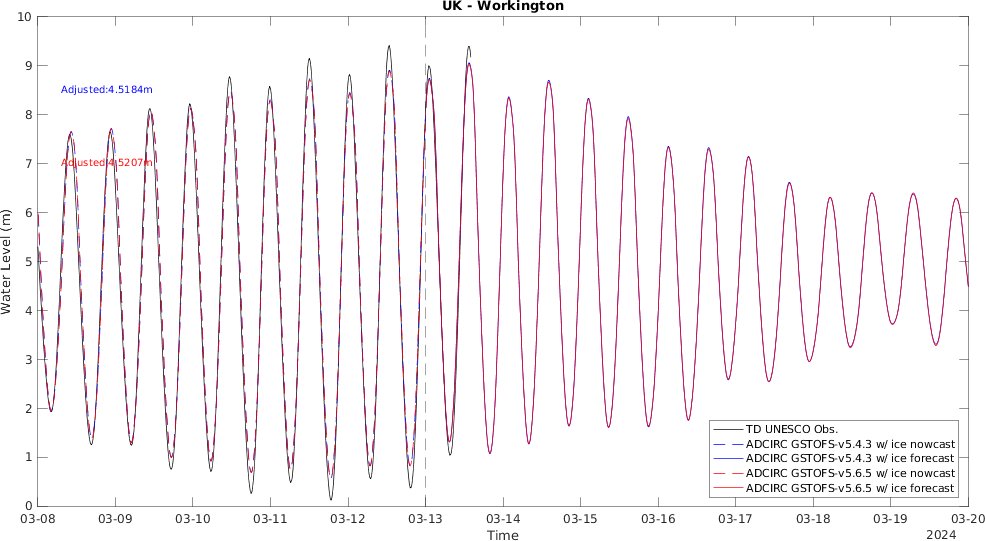 UK - Workington
Water Level (m)
10
9
8
7
6
5
4
3
2
1
0
Adjusted:4.5184m
Adjusted:4.5207m
TD UNESCO Obs.
ADCIRC GSTOFS-v5.4.3 w/ ice nowcast
ADCIRC GSTOFS-v5.4.3 w/ ice forecast
ADCIRC GSTOFS-v5.6.5 w/ ice nowcast
ADCIRC GSTOFS-v5.6.5 w/ ice forecast
03-08 03-09 03-10 03-11 03-12 03-13 03-14 03-15 03-16 03-17 03-18 03-19 03-20
Time
2024